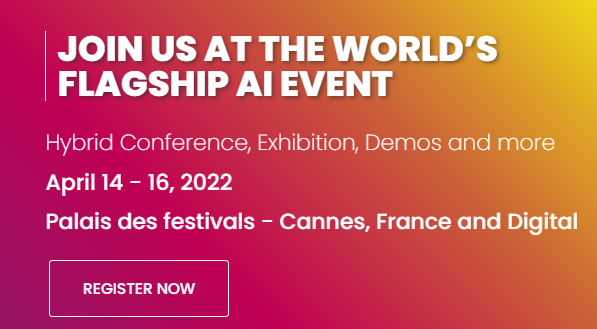 JOIN US AT THE WORLD’S
FLAGSHIP AI EVENT
Hybrid Conference, Exhibition, Demos and more
April 14 - 16, 2022
Palais des festivals - Cannes, France and Digital
REGISTER NOW